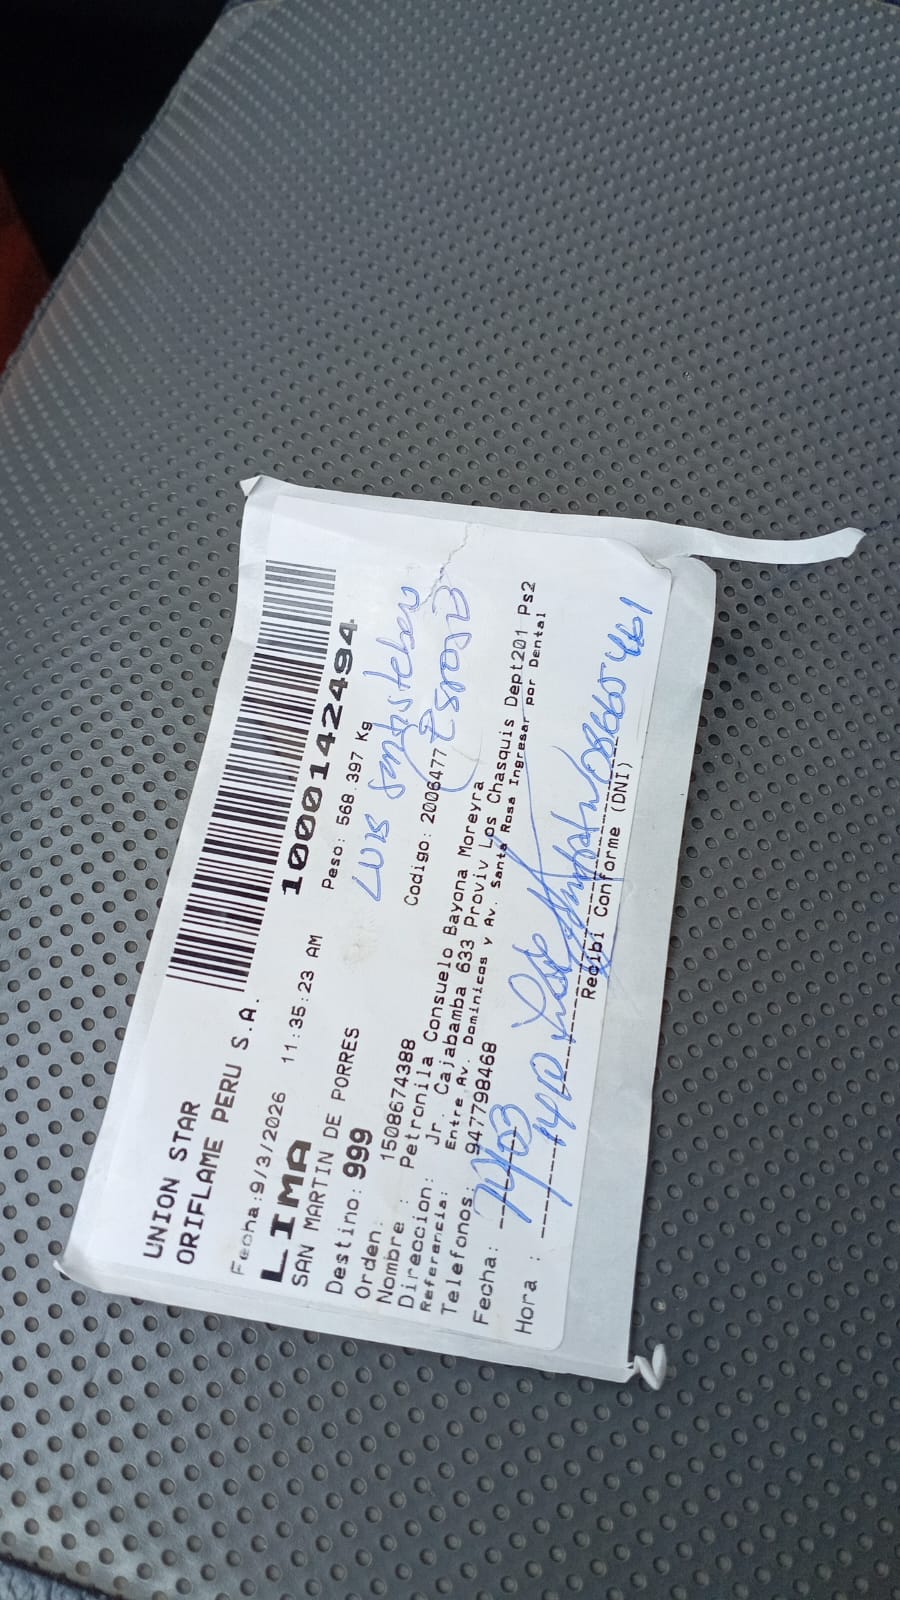 UNION STAR
ORIFLAME PERU S.A.
Fecha:9/3/2026 11:35:23 AM
1000142494
LIMA
SAN MARTIN DE PORRES
Peso: 568.397 Kg
Destino: 999
Luis
Orden: 1508674388
Codigo: 2006477
Nombre : Petronila Consuelo Bayona Moreyra
Direccion: Jr. Cajabamba 633 Proviv Los Chasquis Dept201 Ps2
Referencia: Entre Av. Dominicos y Av. Santa Rosa Ingresar por Dental
Telefonos: 947798468
Fecha:
Hora :
Recibi Conforme (DNI)